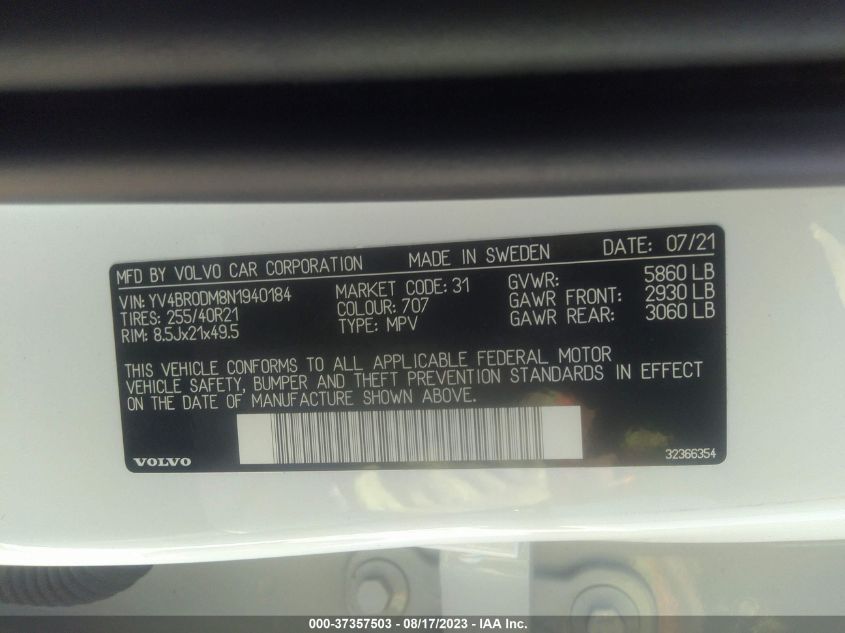 MFD BY VOLVO CAR CORPORATION MADE IN SWEDEN DATE: 07/21
VIN: YV4BR0DM8N1940184 MARKET CODE: 31 GVWR: 5860 LB
TIRES: 255/40R21 COLOUR: 707 GAWR FRONT: 2930 LB
RIM: 8.5Jx21x49.5 TYPE: MPV GAWR REAR: 3060 LB
THIS VEHICLE CONFORMS TO ALL APPLICABLE FEDERAL MOTOR
VEHICLE SAFETY, BUMPER AND THEFT PREVENTION STANDARDS IN EFFECT
ON THE DATE OF MANUFACTURE SHOWN ABOVE.
VOLVO 32366354
000-37357503 - 08/17/2023 - IAA Inc.